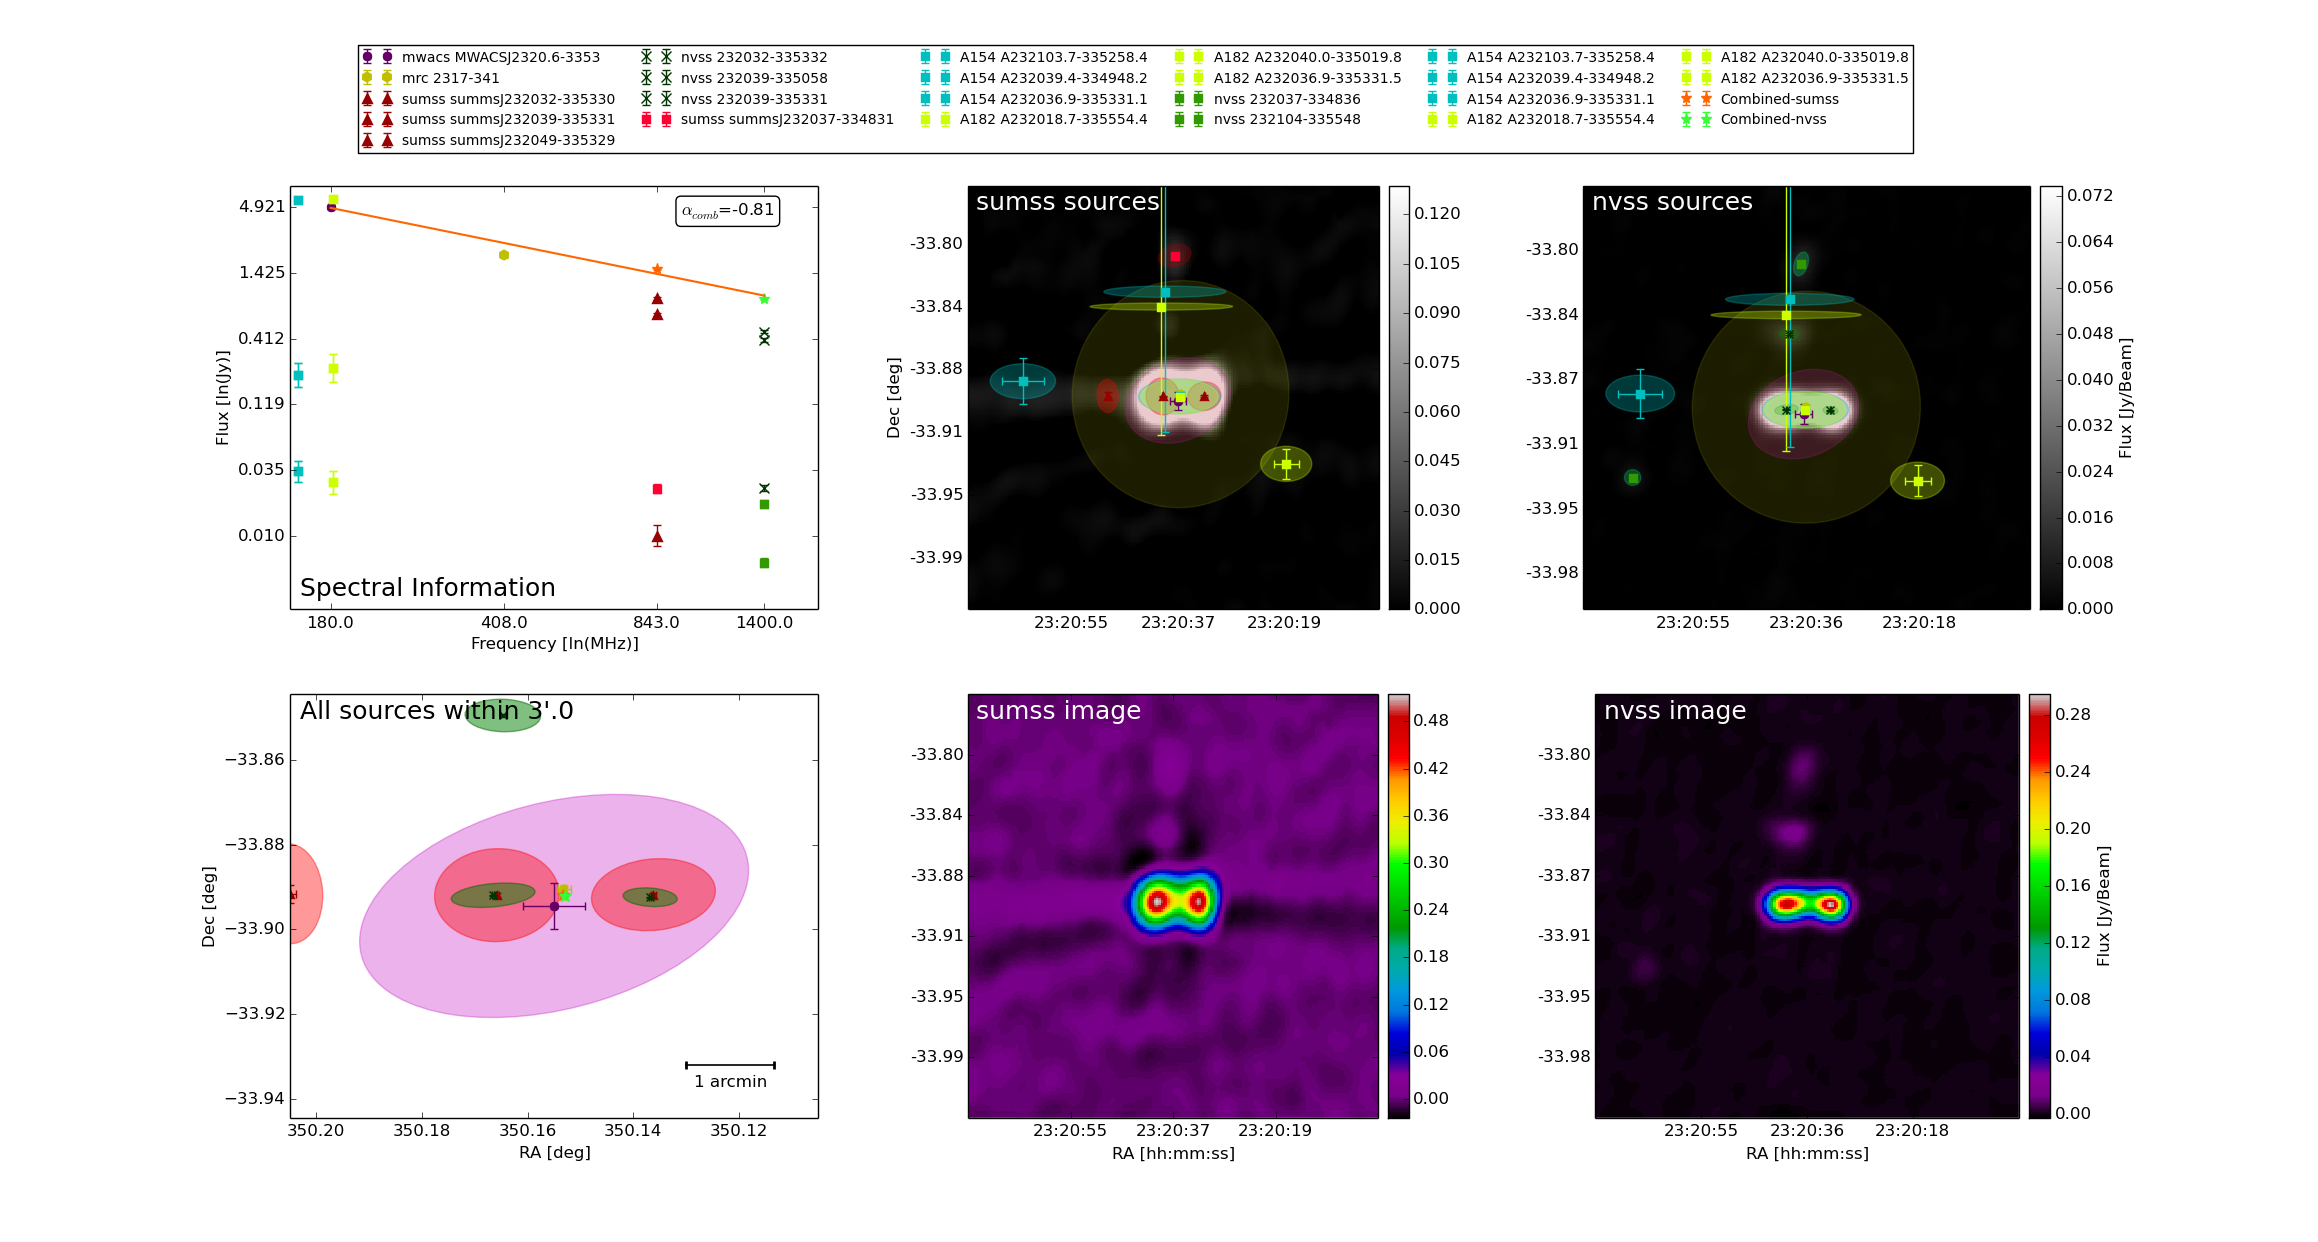 mwacs MWACSJ2320.6-3353
mrc 2317-341
sumss summsJ232032-335330
sumss summsJ232039-335331
sumss summsJ232049-335329
nvss 232032-335332
nvss 232039-335058
nvss 232039-335331
sumss summsJ232037-334831
A154 A232103.7-335258.4
A154 A232039.4-334948.2
A154 A232036.9-335331.1
A182 A232018.7-335554.4
A182 A232040.0-335019.8
A182 A232036.9-335331.5
nvss 232037-334836
nvss 232104-335548
A154 A232103.7-335258.4
A154 A232039.4-334948.2
A154 A232036.9-335331.1
A182 A232018.7-335554.4
A182 A232040.0-335019.8
A182 A232036.9-335331.5
Combined-sumss
Combined-nvss
α_comb=-0.81
4.921
1.425
0.412
0.119
0.035
0.010
Flux [ln(Jy)]
Spectral Information
180.0 408.0 843.0 1400.0
Frequency [ln(MHz)]
sumss sources
-33.80
-33.84
-33.88
-33.91
-33.95
-33.99
Dec [deg]
23:20:55 23:20:37 23:20:19
0.120
0.105
0.090
0.075
0.060
0.045
0.030
0.015
0.000
nvss sources
-33.80
-33.84
-33.87
-33.91
-33.95
-33.98
23:20:55 23:20:36 23:20:18
0.072
0.064
0.056
0.048
0.040
0.032
0.024
0.016
0.008
0.000
Flux [Jy/Beam]
All sources within 3'.0
−33.86
−33.88
−33.90
−33.92
−33.94
Dec [deg]
1 arcmin
350.20 350.18 350.16 350.14 350.12
RA [deg]
sumss image
-33.80
-33.84
-33.88
-33.91
-33.95
-33.99
23:20:55 23:20:37 23:20:19
RA [hh:mm:ss]
0.48
0.42
0.36
0.30
0.24
0.18
0.12
0.06
0.00
nvss image
-33.80
-33.84
-33.87
-33.91
-33.95
-33.98
23:20:55 23:20:36 23:20:18
RA [hh:mm:ss]
0.28
0.24
0.20
0.16
0.12
0.08
0.04
0.00
Flux [Jy/Beam]